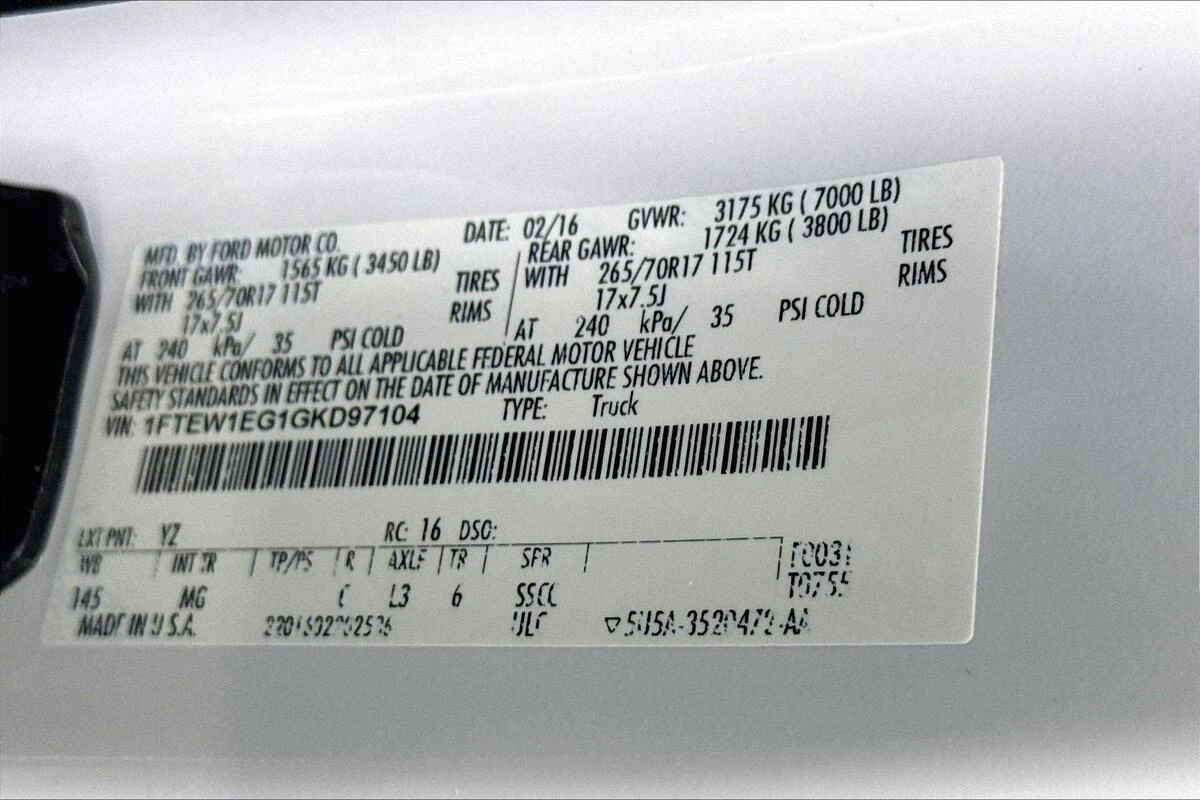 MFD. BY FORD MOTOR CO. DATE: 02/16 GVWR: 3175 KG ( 7000 LB)
FRONT GAWR: 1565 KG ( 3450 LB) REAR GAWR: 1724 KG ( 3800 LB)
WITH 265/70R17 115T TIRES WITH 265/70R17 115T TIRES
17x7.5J RIMS 17x7.5J RIMS
AT 240 kPa/ 35 PSI COLD AT 240 kPa/ 35 PSI COLD
THIS VEHICLE CONFORMS TO ALL APPLICABLE FEDERAL MOTOR VEHICLE
SAFETY STANDARDS IN EFFECT ON THE DATE OF MANUFACTURE SHOWN ABOVE.
VIN: 1FTEW1EG1GKD97104 TYPE: Truck
EXT PNT: YZ RC: 16 DSO:
WB INT TR TP/PS R AXLE TR SPR
145 MG L3 6
MADE IN U.S.A.